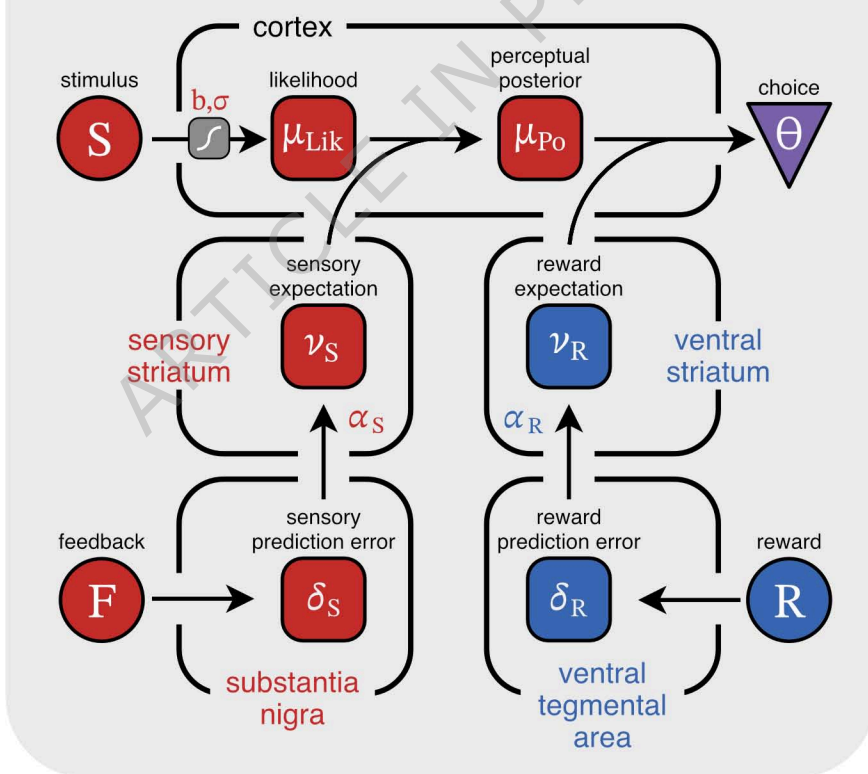 cortex
stimulus
b,σ
likelihood
perceptual
posterior
choice
S
μLik
μPo
Θ
sensory
expectation
reward
expectation
sensory
striatum
νS
νR
ventral
striatum
αS
αR
feedback
sensory
prediction error
reward
prediction error
reward
F
δS
δR
R
substantia
nigra
ventral
tegmental
area
ARTICLE IN P